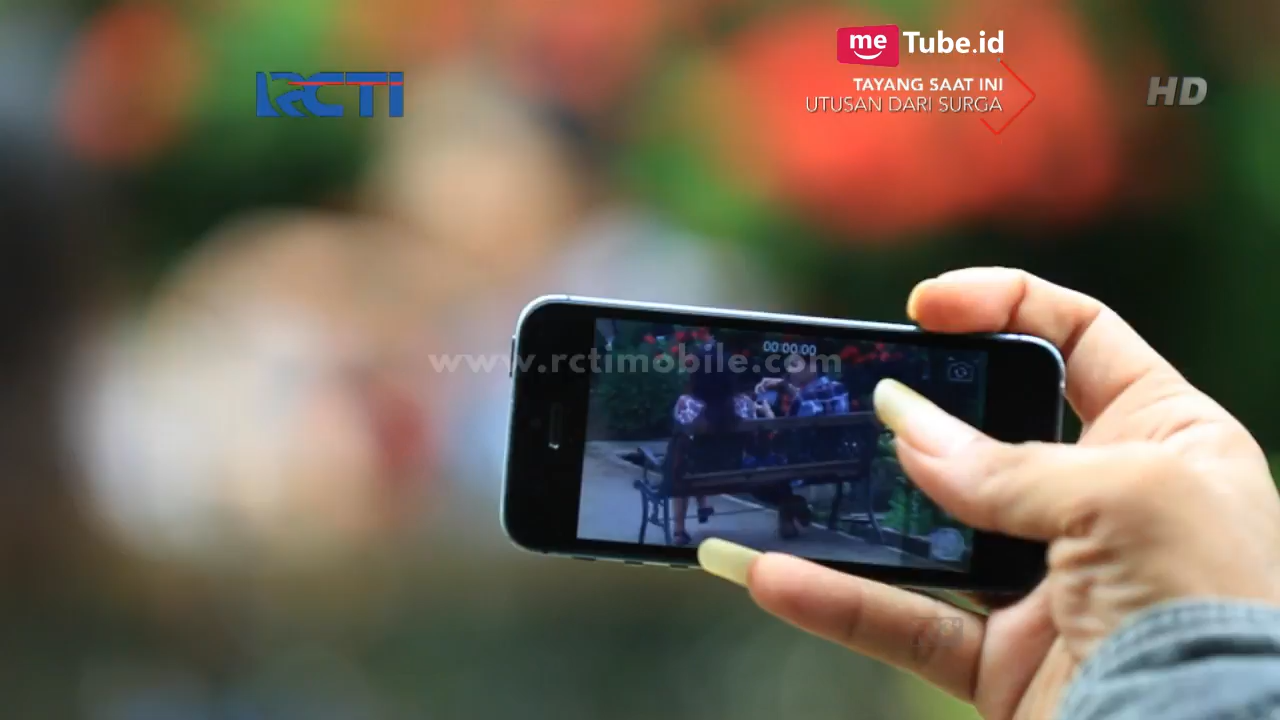 RCTI
me Tube.id
TAYANG SAAT INI
UTUSAN DARI SURGA
HD
www.rctimobile.com
00:00:00